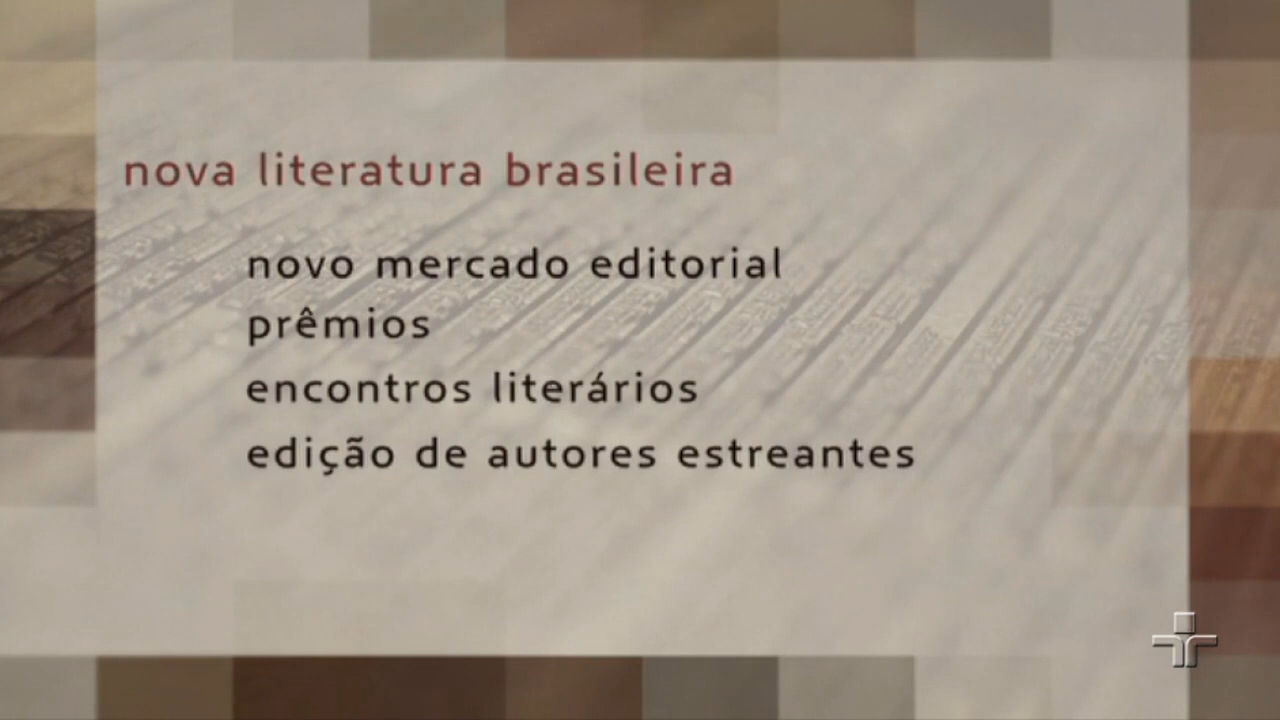 nova literatura brasileira
novo mercado editorial
prêmios
encontros literários
edição de autores estreantes